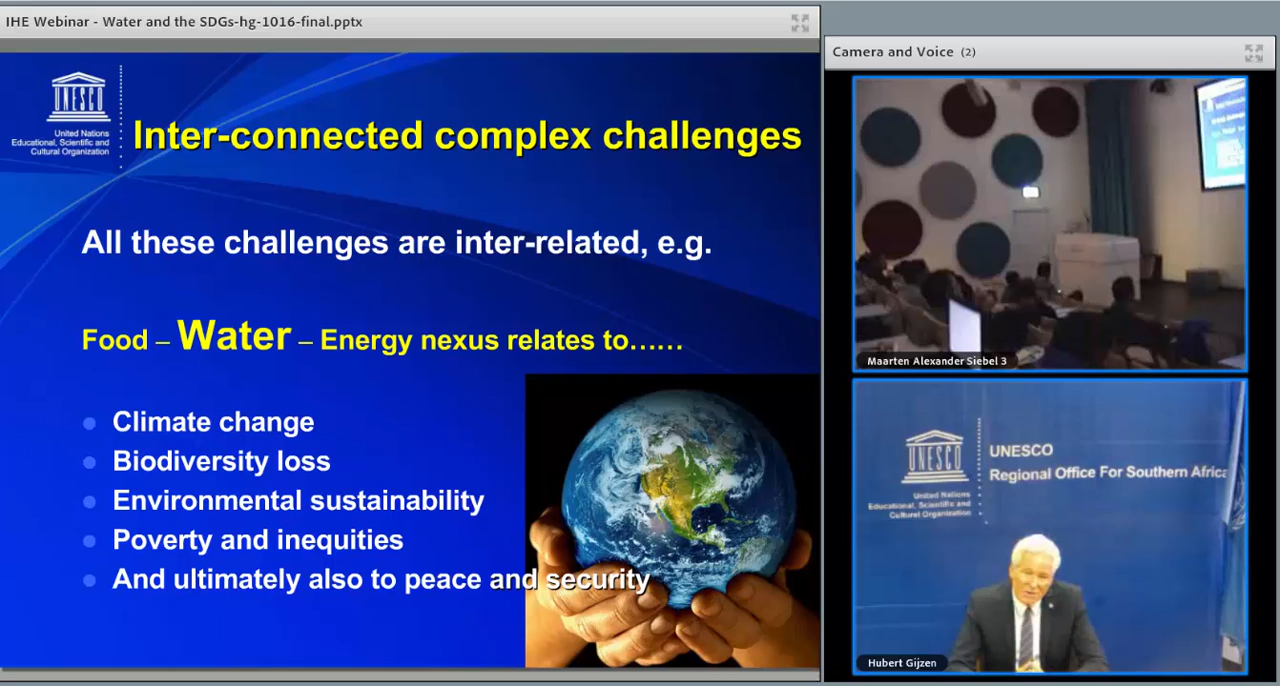 IHE Webinar - Water and the SDGs-hg-1016-final.pptx
UNESCO
United Nations
Educational, Scientific and
Cultural Organization
Inter-connected complex challenges
All these challenges are inter-related, e.g.
Food – Water – Energy nexus relates to……
Climate change
Biodiversity loss
Environmental sustainability
Poverty and inequities
And ultimately also to peace and security
Camera and Voice (2)
Maarten Alexander Siebel 3
UNESCO
United Nations
Educational, Scientific and
Cultural Organization
UNESCO
Regional Office For Southern Africa
Hubert Gijzen